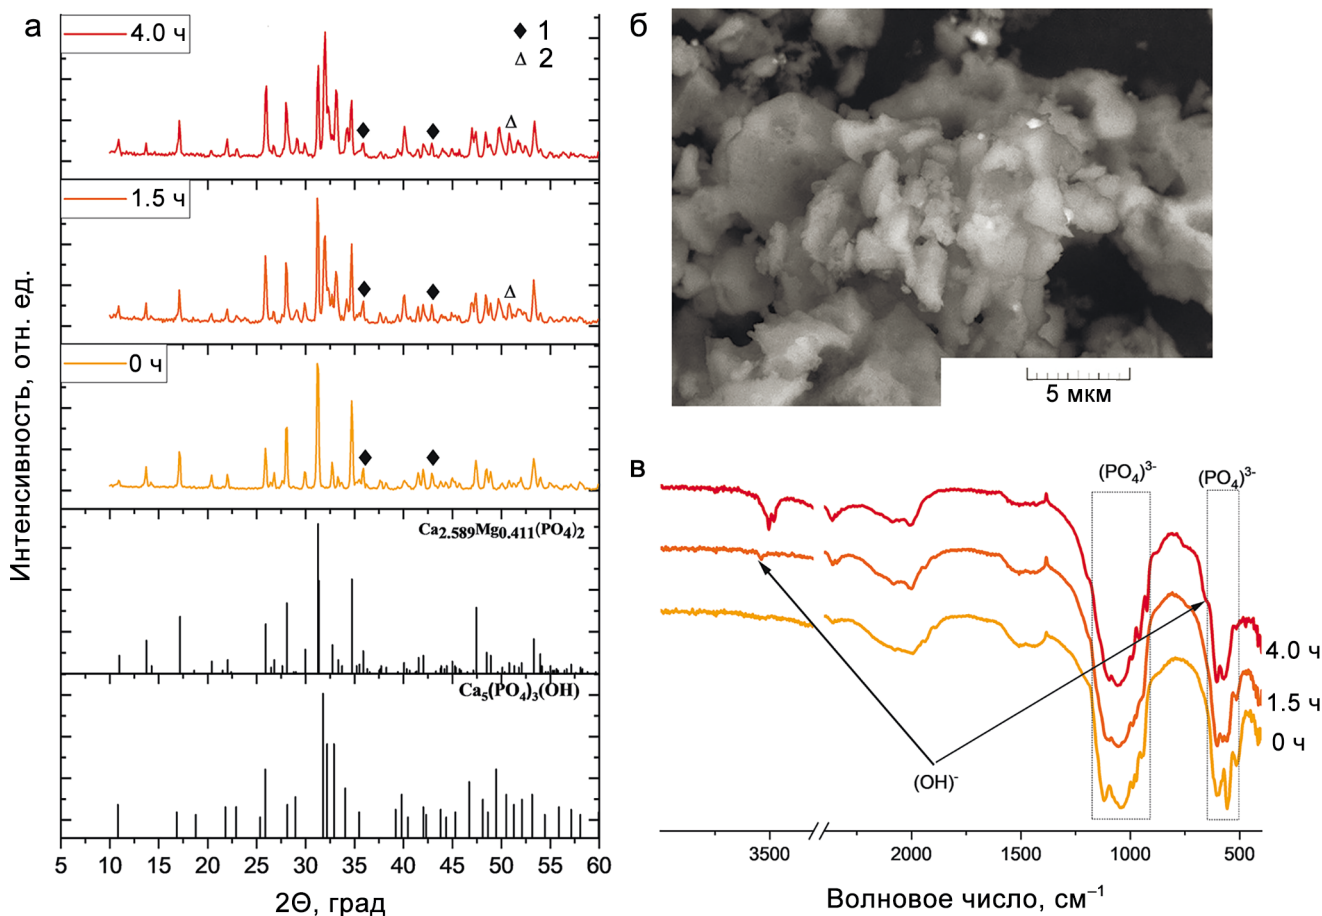 а
4.0 ч
1
2
1.5 ч
0 ч
Ca2.589Mg0.411(PO4)2
Ca5(PO4)3(OH)
Интенсивность, отн. ед.
5 10 15 20 25 30 35 40 45 50 55 60
2Θ, град
б
5 мкм
в
(PO4)3-
(PO4)3-
4.0 ч
1.5 ч
0 ч
(OH)-
3500 2000 1500 1000 500
Волновое число, см–1